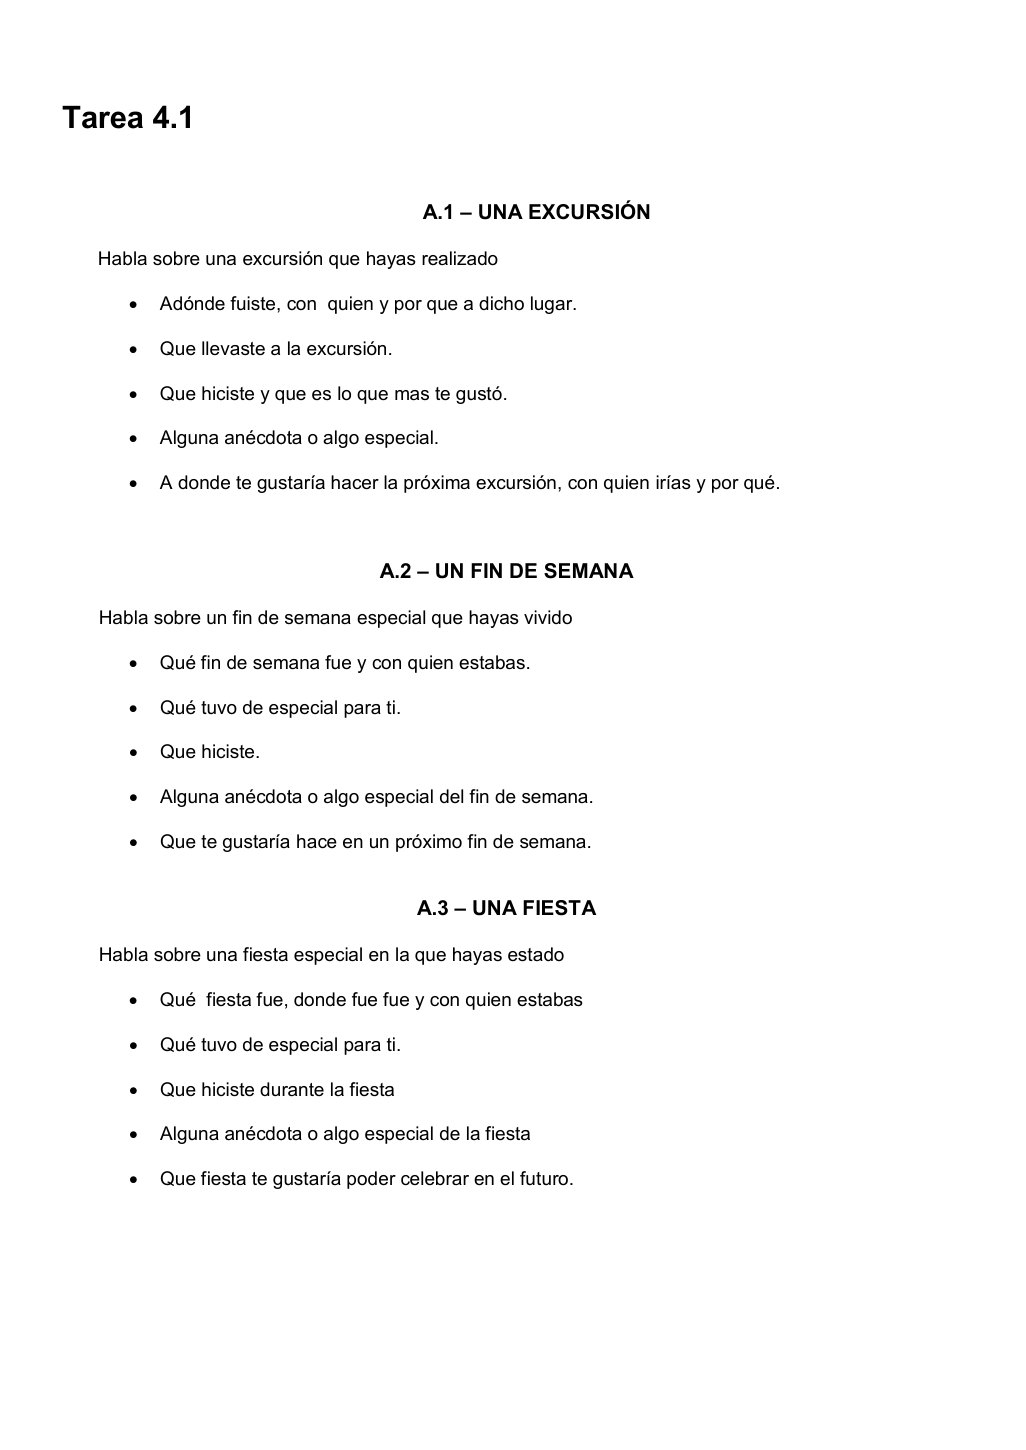 Tarea 4.1
A.1 – UNA EXCURSIÓN
Habla sobre una excursión que hayas realizado
• Adónde fuiste, con  quien y por que a dicho lugar.
• Que llevaste a la excursión.
• Que hiciste y que es lo que mas te gustó.
• Alguna anécdota o algo especial.
• A donde te gustaría hacer la próxima excursión, con quien irías y por qué.
A.2 – UN FIN DE SEMANA
Habla sobre un fin de semana especial que hayas vivido
• Qué fin de semana fue y con quien estabas.
• Qué tuvo de especial para ti.
• Que hiciste.
• Alguna anécdota o algo especial del fin de semana.
• Que te gustaría hace en un próximo fin de semana.
A.3 – UNA FIESTA
Habla sobre una fiesta especial en la que hayas estado
• Qué  fiesta fue, donde fue fue y con quien estabas
• Qué tuvo de especial para ti.
• Que hiciste durante la fiesta
• Alguna anécdota o algo especial de la fiesta
• Que fiesta te gustaría poder celebrar en el futuro.